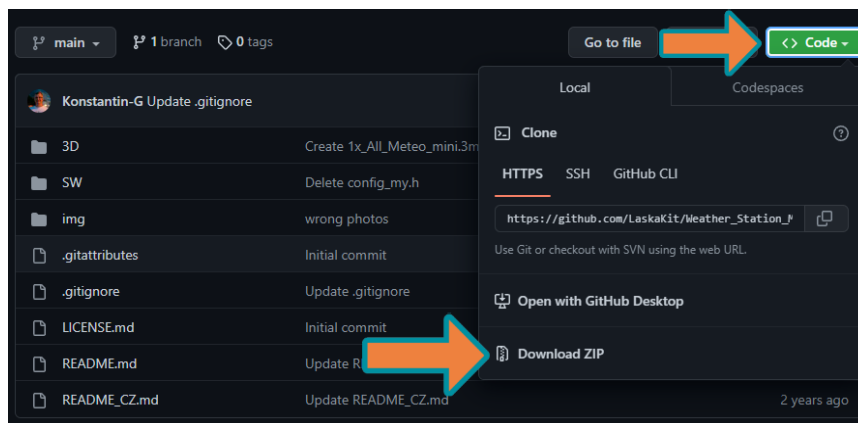 main 1 branch 0 tags Go to file Code
Local Codespaces
Konstantin-G Update .gitignore
Clone
3D Create 1x_All_Meteo_mini.3m
HTTPS SSH GitHub CLI
SW Delete config_my.h
img wrong photos
https://github.com/LaskaKit/Weather_Station_M
.gitattributes Initial commit
Use Git or checkout with SVN using the web URL.
.gitignore Update .gitignore
Open with GitHub Desktop
LICENSE.md Initial commit
Download ZIP
README.md Update R
README_CZ.md Update README_CZ.md 2 years ago